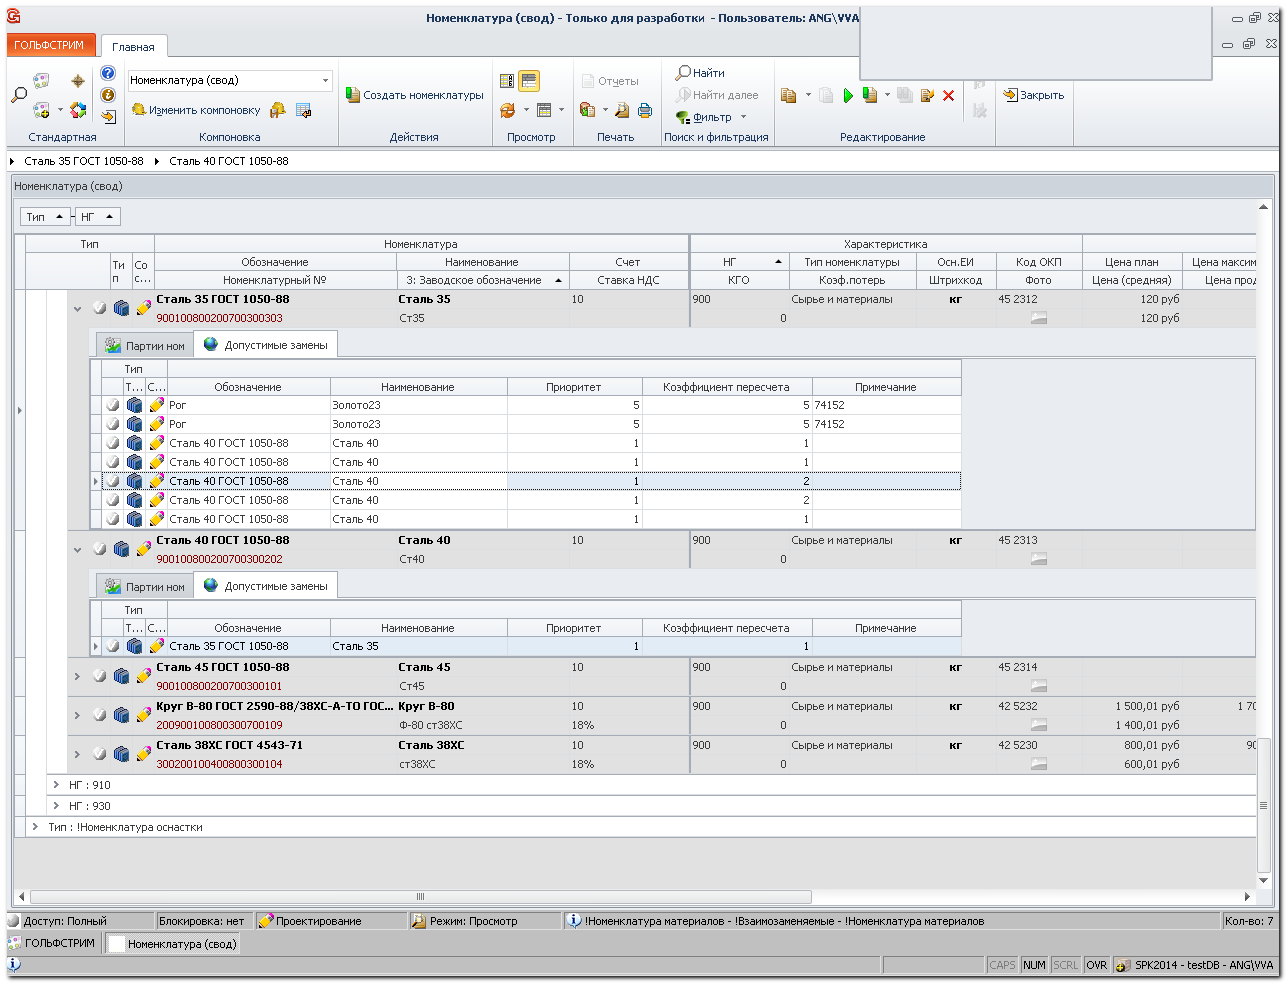 Номенклатура (свод) - Только для разработки - Пользователь: ANG\VVA
ГОЛЬФСТРИМ Главная
Номенклатура (свод) Отчеты Найти
Создать номенклатуры Найти далее Закрыть
Изменить компоновку Фильтр
Стандартная Компоновка Действия Просмотр Печать Поиск и фильтрация Редактирование
Сталь 35 ГОСТ 1050-88 Сталь 40 ГОСТ 1050-88
Номенклатура (свод)
Тип НГ
Тип Номенклатура Характеристика
Ти п Со с... Обозначение Наименование Счет НГ Тип номенклатуры Осн.ЕИ Код ОКП Цена план Цена максим
Номенклатурный № 3: Заводское обозначение Ставка НДС КГО Коэф.потерь Штрихкод Фото Цена (средняя) Цена прод
Сталь 35 ГОСТ 1050-88 Сталь 35 10 900 Сырье и материалы кг 45 2312 120 руб
900100800200700300303 Ст35 0 120 руб
Партии ном Допустимые замены
Тип
Т... С... Обозначение Наименование Приоритет Коэффициент пересчета Примечание
Рог Золото23 5 5 74152
Рог Золото23 5 5 74152
Сталь 40 ГОСТ 1050-88 Сталь 40 1 1
Сталь 40 ГОСТ 1050-88 Сталь 40 1 1
Сталь 40 ГОСТ 1050-88 Сталь 40 1 2
Сталь 40 ГОСТ 1050-88 Сталь 40 1 2
Сталь 40 ГОСТ 1050-88 Сталь 40 1 1
Сталь 40 ГОСТ 1050-88 Сталь 40 10 900 Сырье и материалы кг 45 2313
900100800200700300202 Ст40 0
Партии ном Допустимые замены
Тип
Т... С... Обозначение Наименование Приоритет Коэффициент пересчета Примечание
Сталь 35 ГОСТ 1050-88 Сталь 35 1 1
Сталь 45 ГОСТ 1050-88 Сталь 45 10 900 Сырье и материалы кг 45 2314
900100800200700300101 Ст45 0
Круг В-80 ГОСТ 2590-88/38ХС-А-ТО ГОС... Круг В-80 10 900 Сырье и материалы кг 42 5232 1 500,01 руб 1 70
200900100800300700109 Ф-80 ст38ХС 18% 0 1 400,01 руб
Сталь 38ХС ГОСТ 4543-71 Сталь 38ХС 10 900 Сырье и материалы кг 42 5230 800,01 руб 90
300200100400800300104 ст38ХС 18% 0 600,01 руб
НГ : 910
НГ : 930
Тип : !Номенклатура оснастки
Доступ: Полный Блокировка: нет Проектирование Режим: Просмотр !Номенклатура материалов - !Взаимозаменяемые - !Номенклатура материалов Кол-во: 7
ГОЛЬФСТРИМ Номенклатура (свод)
CAPS NUM SCRL OVR SPK2014 - testDB - ANG\VVA